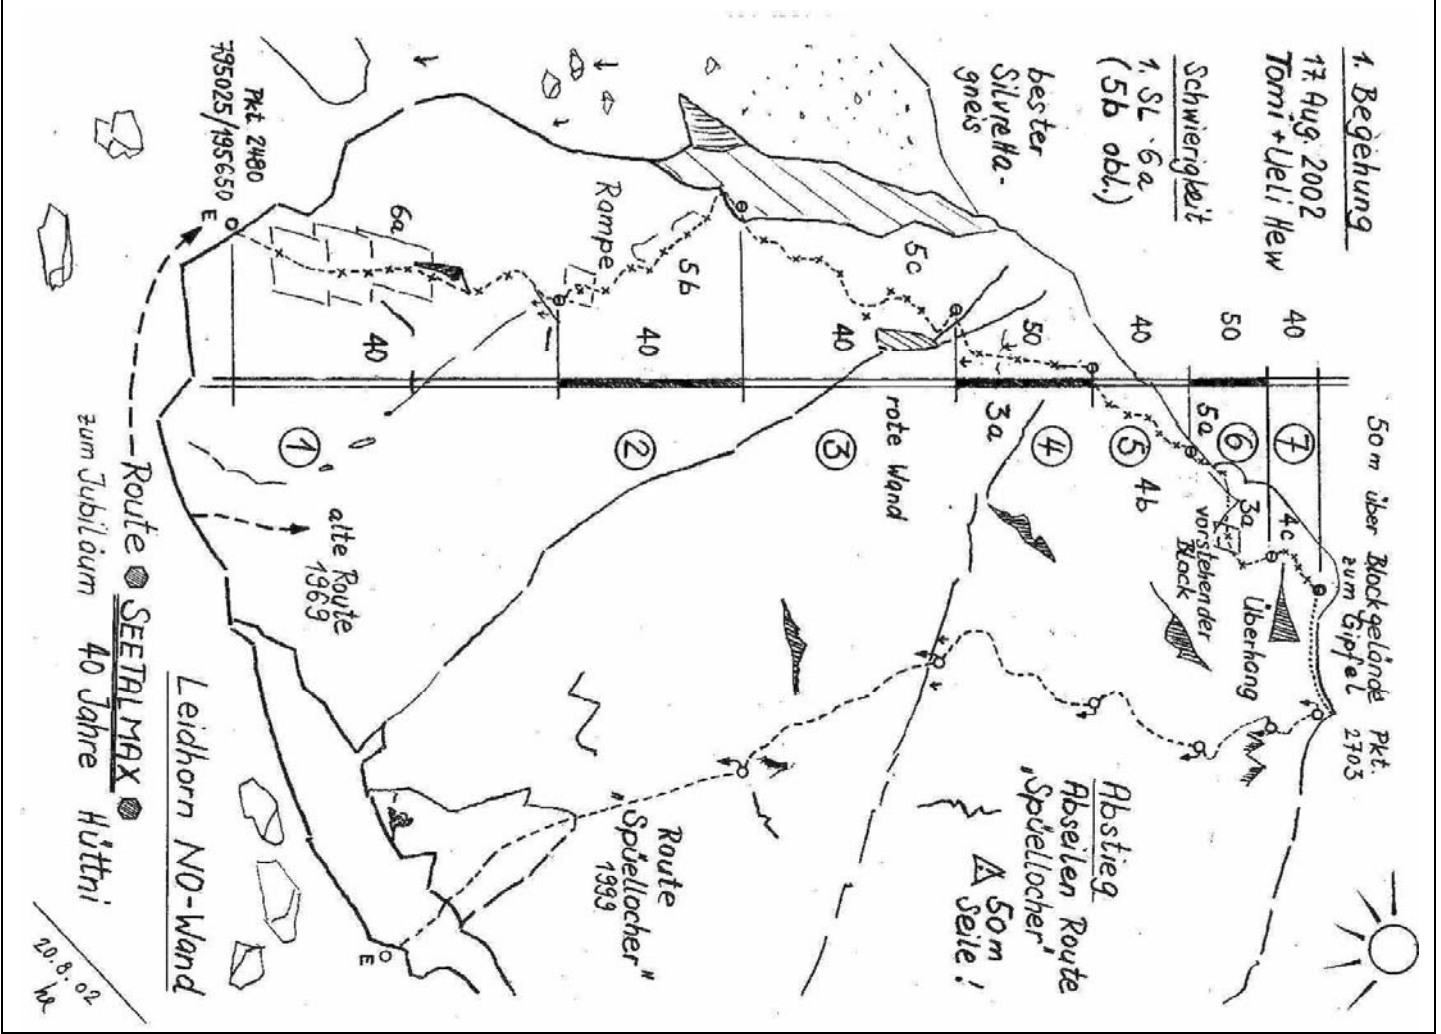 1. Begehung
17. Aug. 2002
Tomi + Ueli Hew
Schwierigkeit
1. SL 6a
(5b obl.)
bester
Silvretta-
gneis
50m über Blockgelände Pkt.
zum Gipfel 2703
40
50
40
50
40
40
40
7
6
5
4
3
2
1
4c
3a
5a
4b
3a
5c
5b
6a
Überhang
vorstehender
Block
rote Wand
Rampe
Pkt. 2480
795025/195650
E
alte Route
1969
Abstieg
Abseilen Route
"Spüellocher"
50m
Seile!
Route
"Spüellocher"
1999
E
Route SEETALMAX
zum Jubiläum 40 Jahre Hüttni
Leidhorn NO-Wand
20.8.02